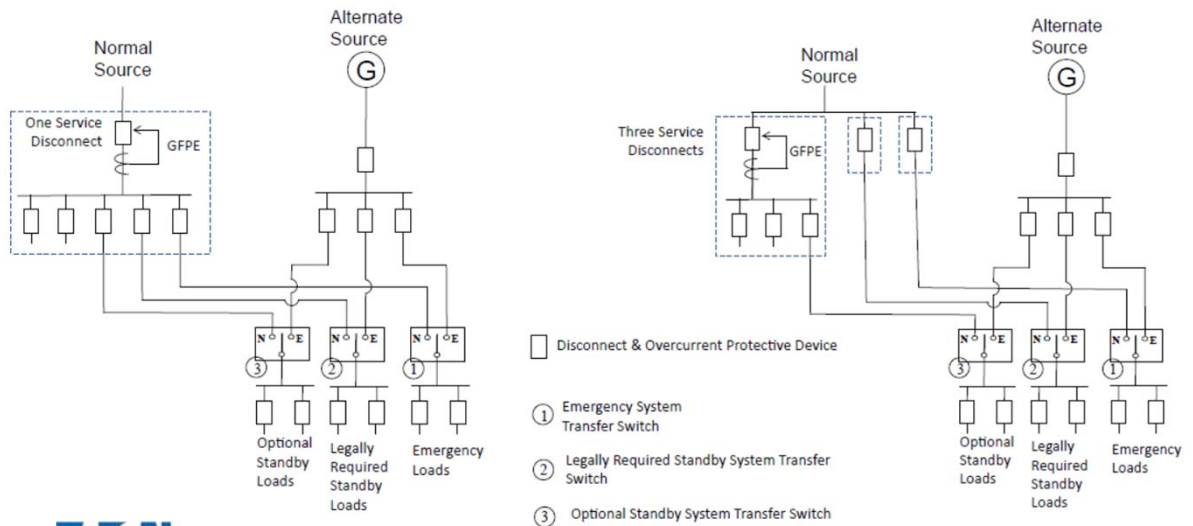 Alternate
Source
G
Normal
Source
One Service
Disconnect
GFPE
N
E
N
E
N
E
3
2
1
Optional
Standby
Loads
Legally
Required
Standby
Loads
Emergency
Loads
Disconnect & Overcurrent Protective Device
1 Emergency System
Transfer Switch
2 Legally Required Standby System Transfer
Switch
3 Optional Standby System Transfer Switch
Alternate
Source
G
Normal
Source
Three Service
Disconnects
GFPE
N
E
N
E
N
E
3
2
1
Optional
Standby
Loads
Legally
Required
Standby
Loads
Emergency
Loads